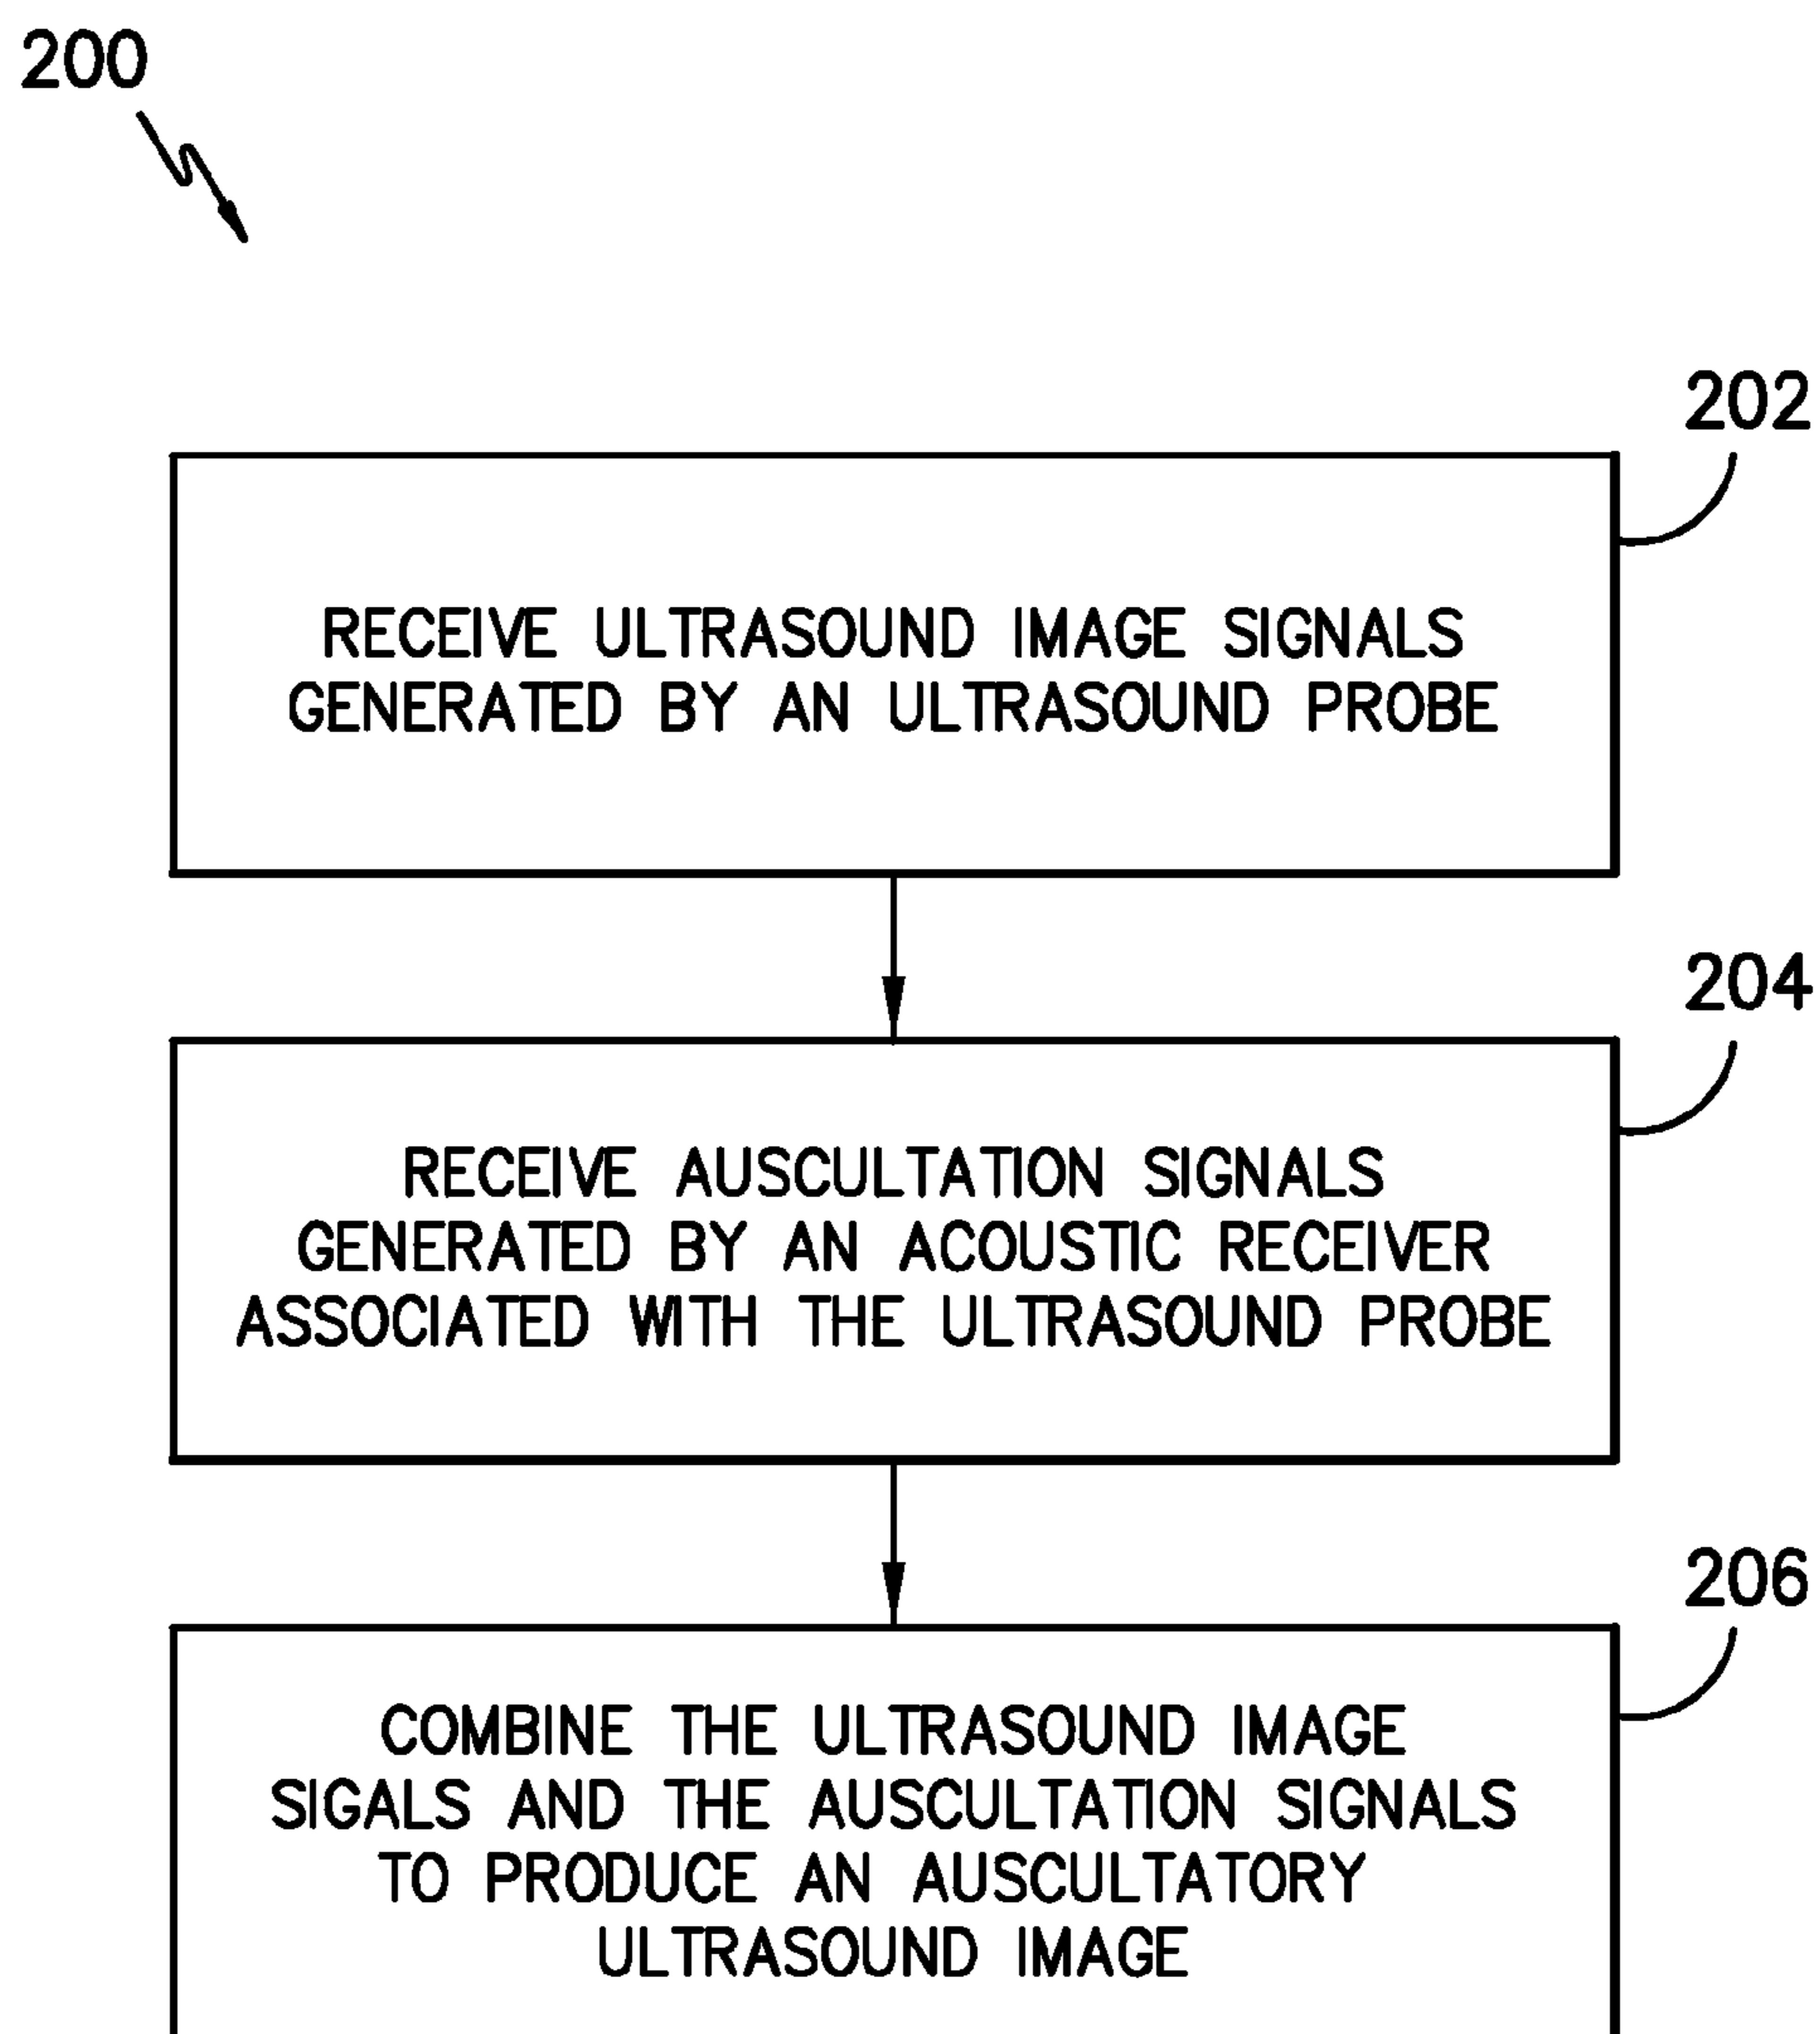 200
202
RECEIVE ULTRASOUND IMAGE SIGNALS
GENERATED BY AN ULTRASOUND PROBE
204
RECEIVE AUSCULTATION SIGNALS
GENERATED BY AN ACOUSTIC RECEIVER
ASSOCIATED WITH THE ULTRASOUND PROBE
206
COMBINE THE ULTRASOUND IMAGE
SIGALS AND THE AUSCULTATION SIGNALS
TO PRODUCE AN AUSCULTATORY
ULTRASOUND IMAGE